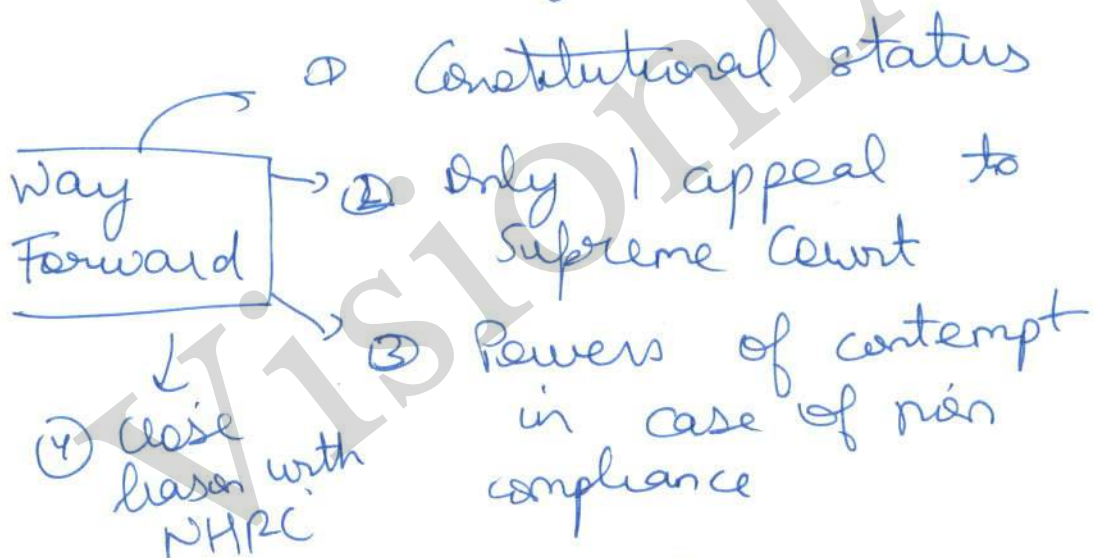 ① Constitutional status
Way
Forward
② Only 1 appeal to
Supreme Court
③ Powers of contempt
in case of non
compliance
④ close
liason with
NHRC
Vision